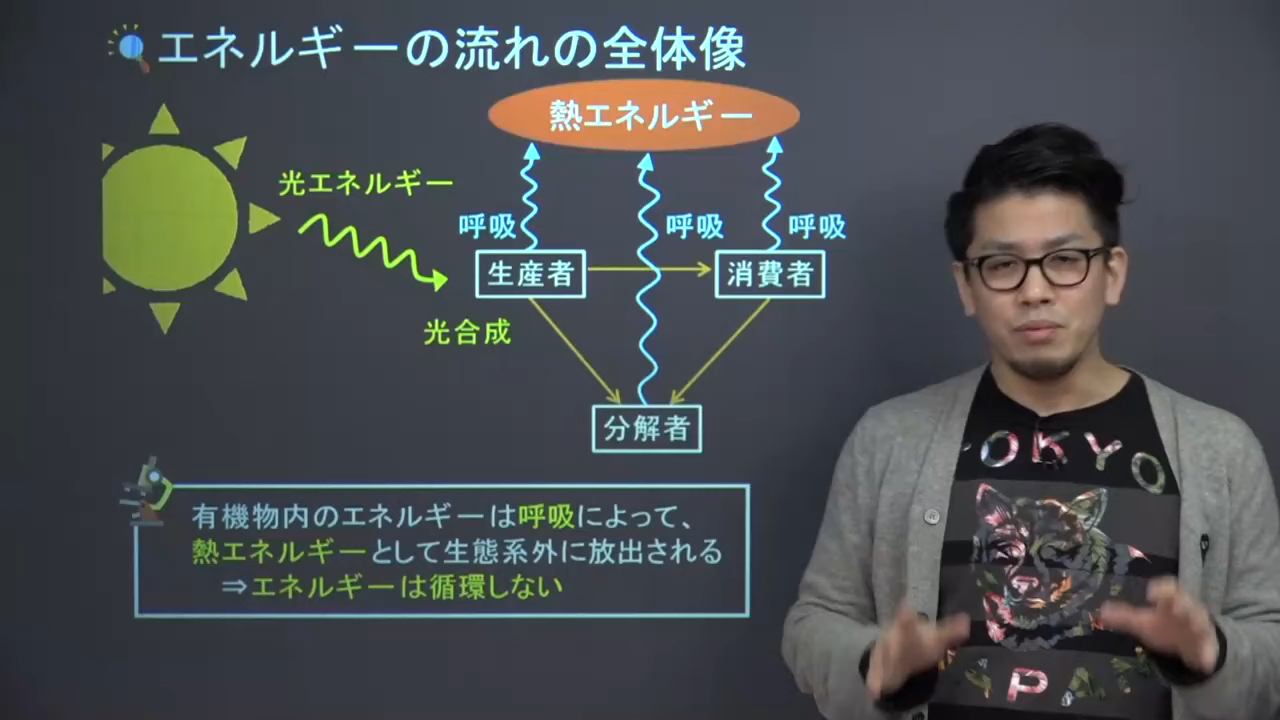 エネルギーの流れの全体像
熱エネルギー
光エネルギー
呼吸
呼吸
呼吸
生産者
消費者
光合成
分解者
有機物内のエネルギーは呼吸によって、
熱エネルギーとして生態系外に放出される
⇒エネルギーは循環しない
TOKYO
JAPAN